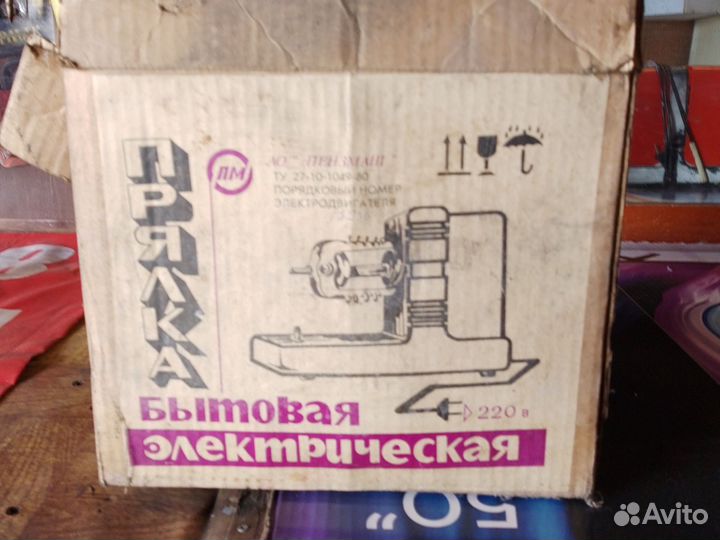 ПРЯЛКА
ПМ
АО "ПЕНЗМАШ"
ТУ 27-10-1049-80
ПОРЯДКОВЫЙ НОМЕР
ЭЛЕКТРОДВИГАТЕЛЯ
220 в
Бытовая
электрическая
50"
Avito